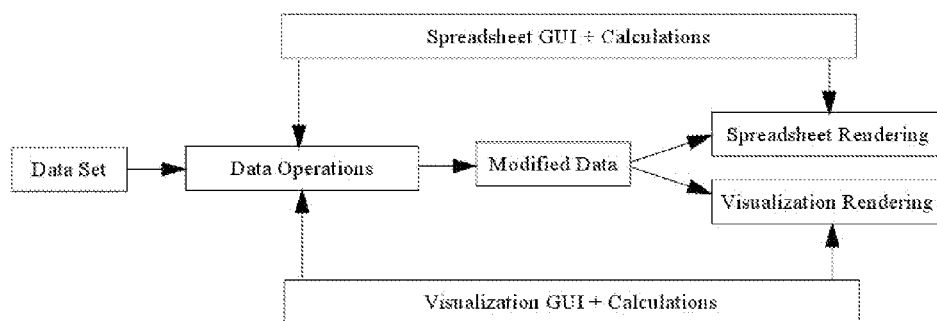 Spreadsheet GUI + Calculations
Spreadsheet Rendering
Data Set
Data Operations
Modified Data
Visualization Rendering
Visualization GUI + Calculations